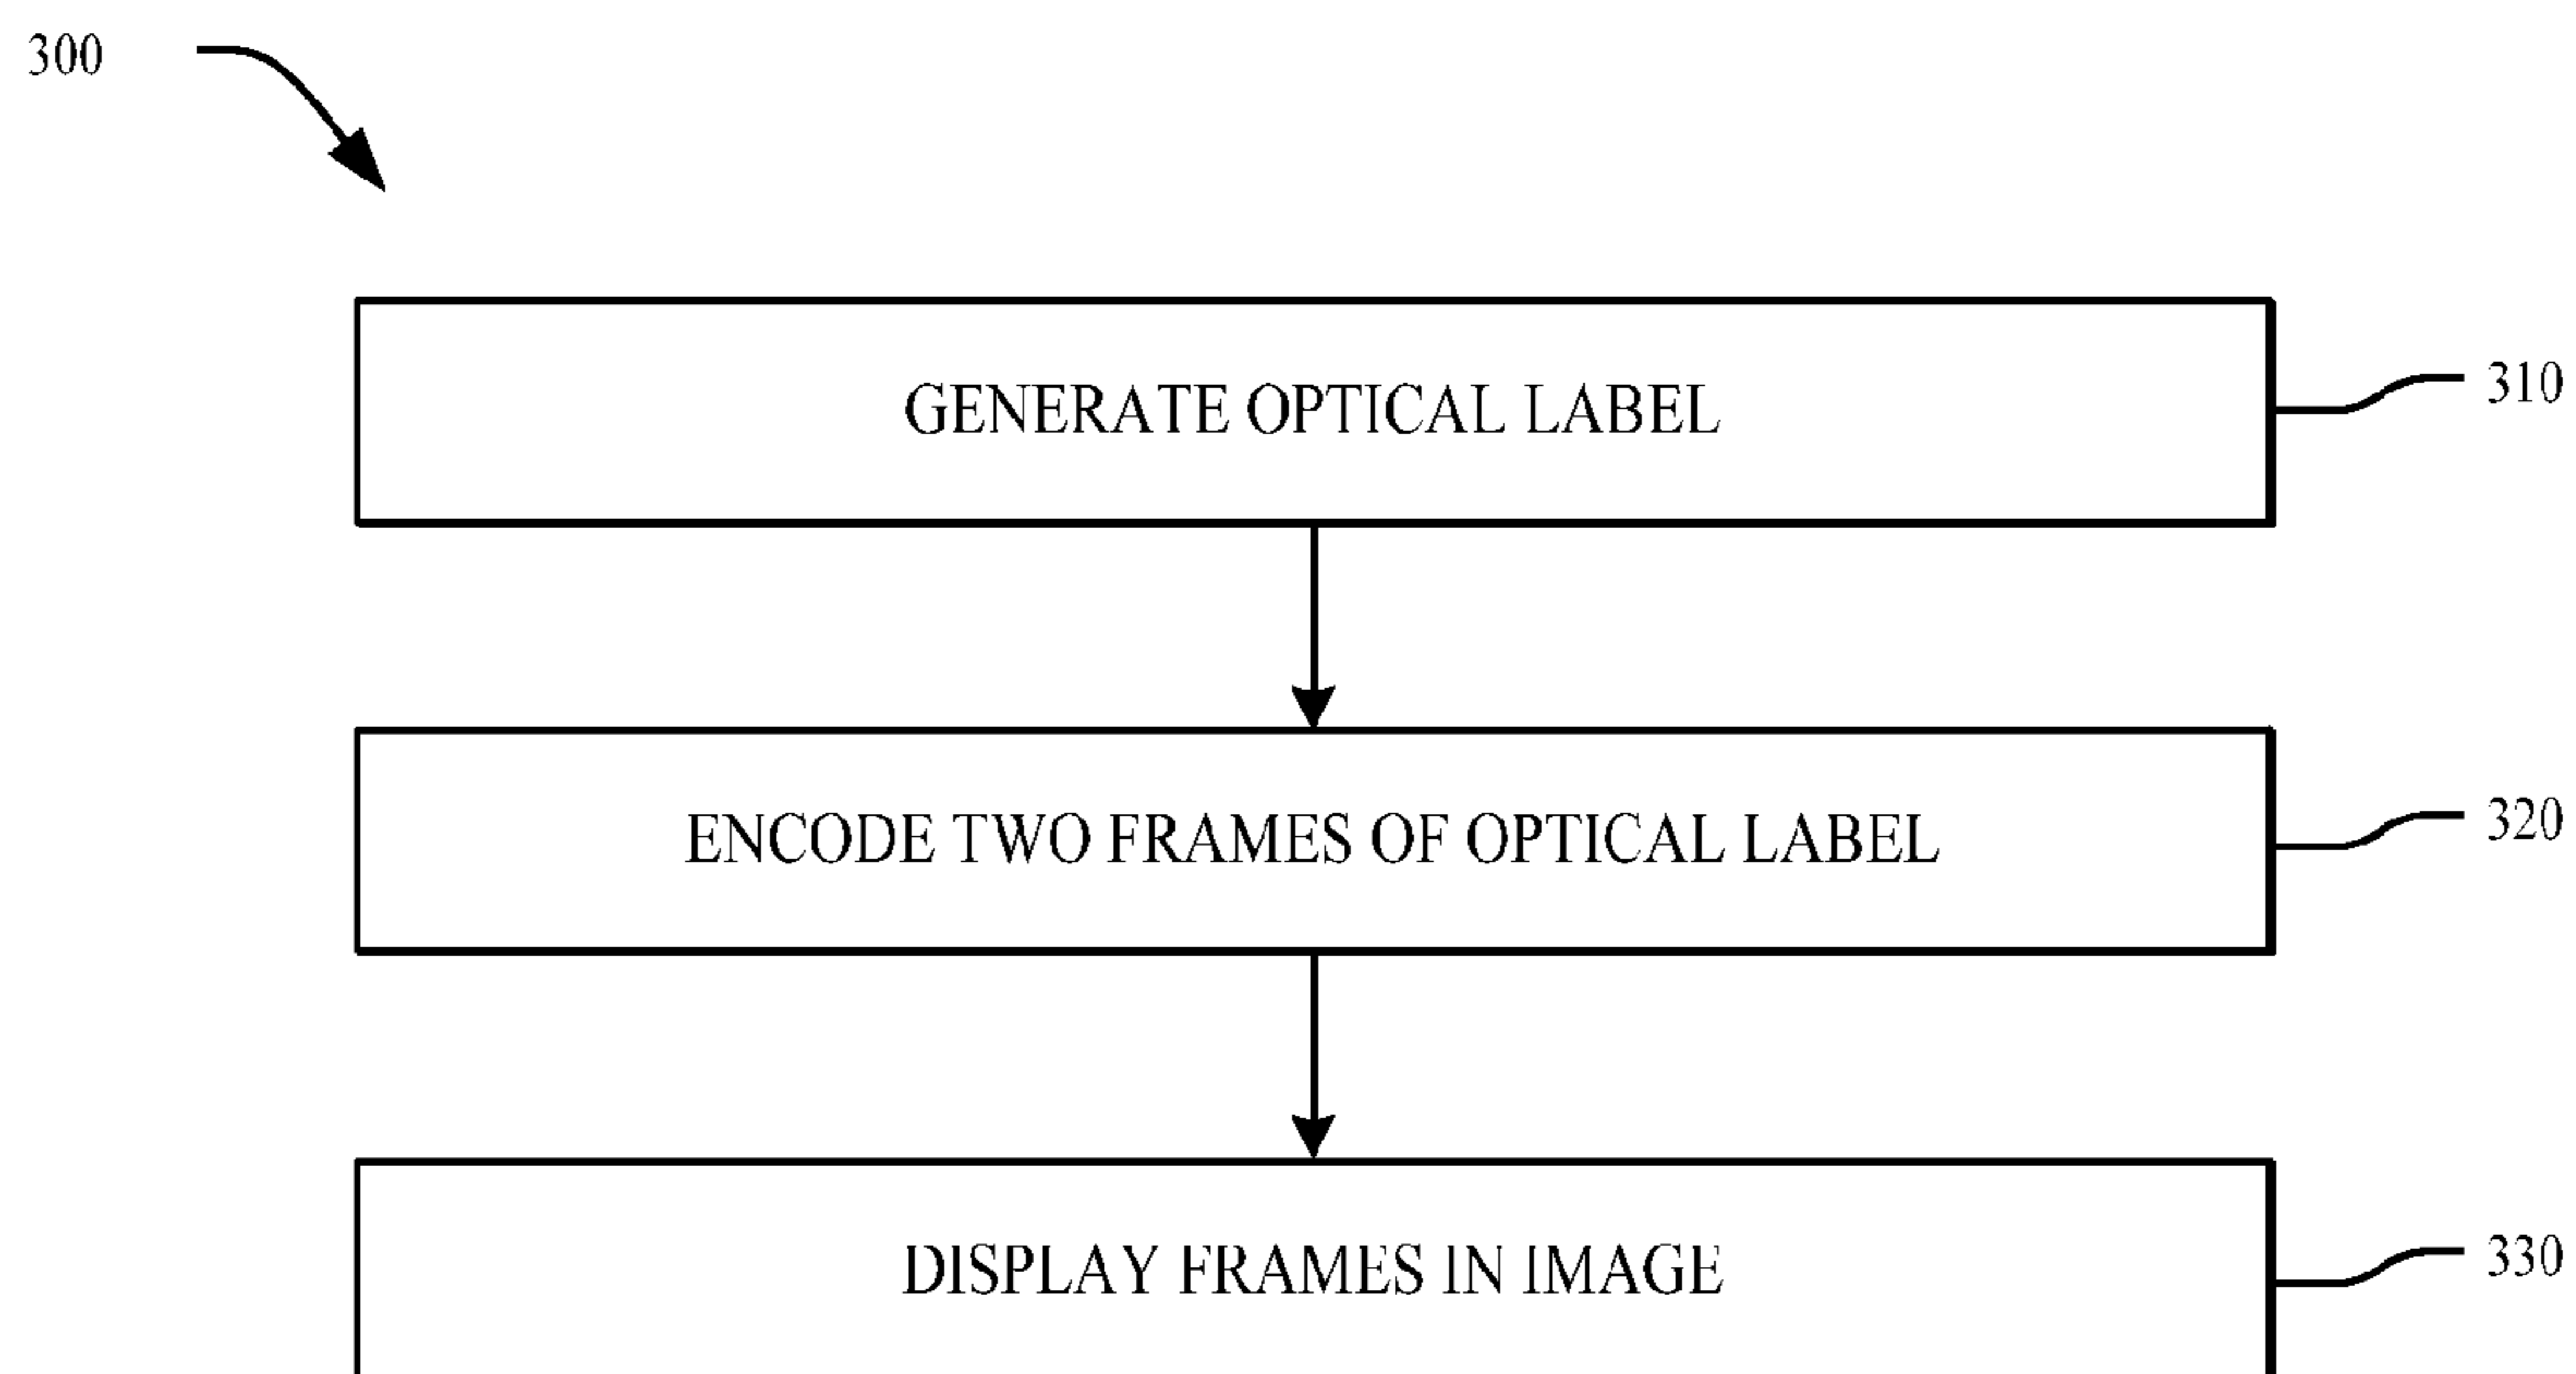 300
GENERATE OPTICAL LABEL
310
ENCODE TWO FRAMES OF OPTICAL LABEL
320
DISPLAY FRAMES IN IMAGE
330